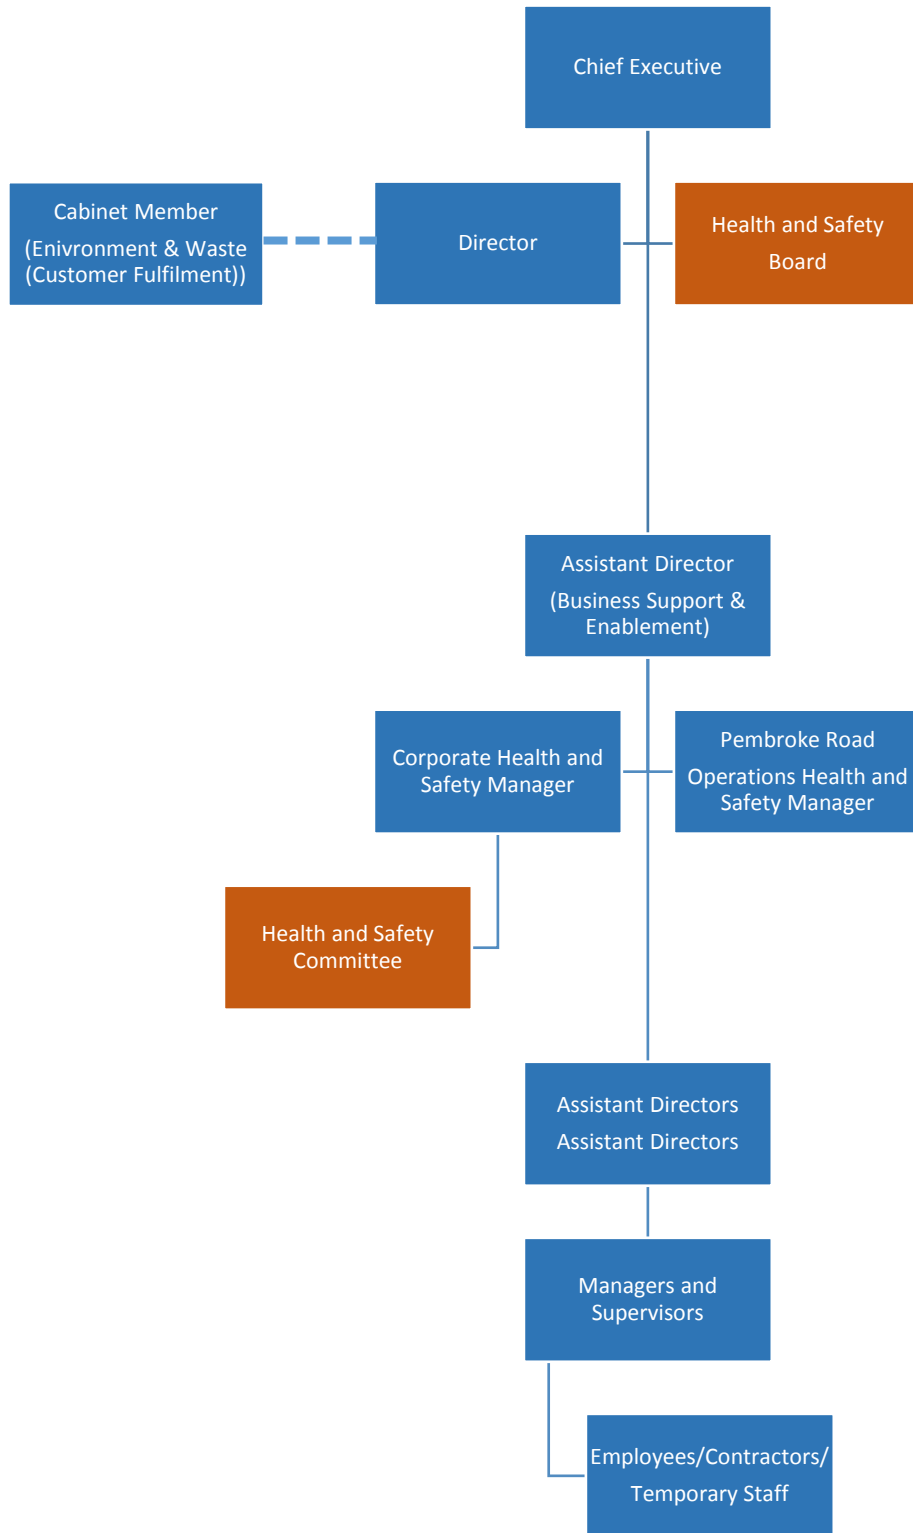 Chief Executive
Cabinet Member
(Enivronment & Waste
(Customer Fulfilment))
Director
Health and Safety
Board
Assistant Director
(Business Support &
Enablement)
Corporate Health and
Safety Manager
Pembroke Road
Operations Health and
Safety Manager
Health and Safety
Committee
Assistant Directors
Assistant Directors
Managers and
Supervisors
Employees/Contractors/
Temporary Staff